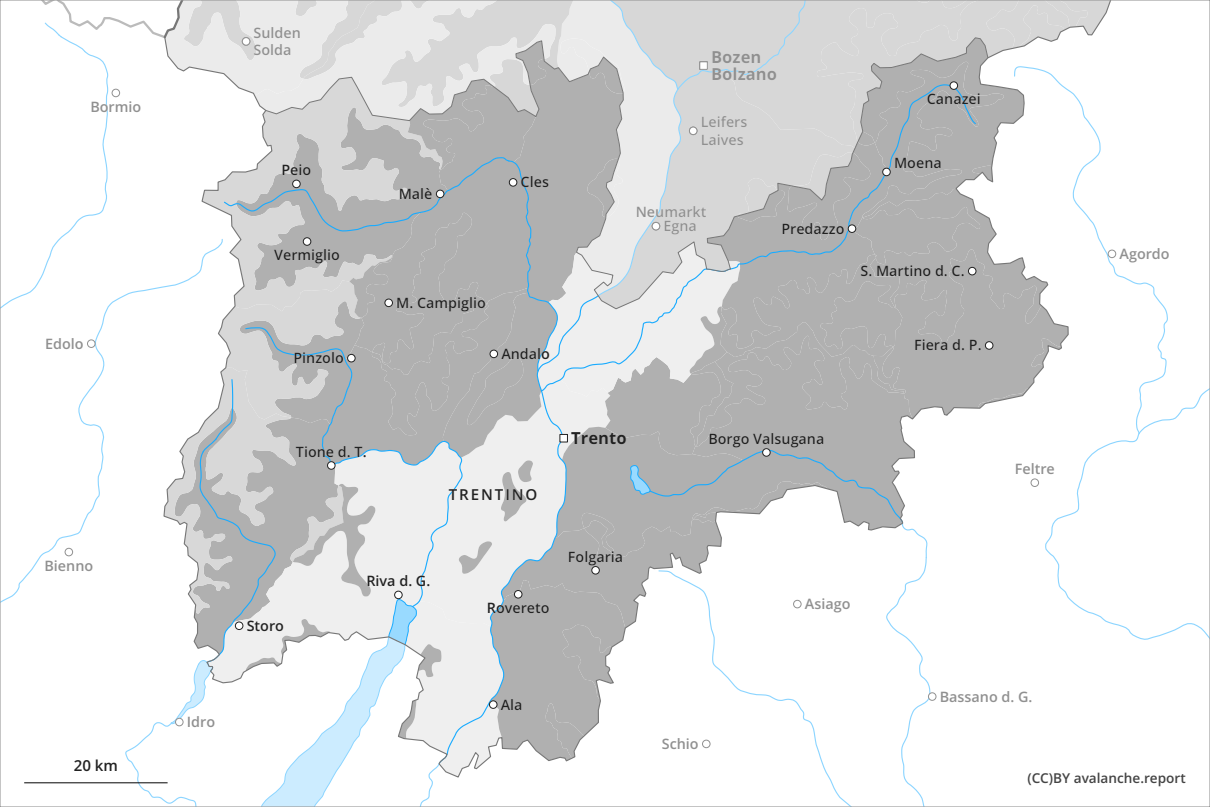 Sulden
Solda
Bozen
Bolzano
Bormio
Canazei
Leifers
Laives
Moena
Peio
Malè
Cles
Neumarkt
Egna
Predazzo
Vermiglio
Agordo
S. Martino d. C.
M. Campiglio
Edolo
Pinzolo
Andalo
Fiera d. P.
Trento
Borgo Valsugana
Tione d. T.
Feltre
TRENTINO
Bienno
Folgaria
Riva d. G.
Rovereto
Asiago
Storo
Bassano d. G.
Ala
Idro
Schio
20 km
(CC)BY avalanche.report